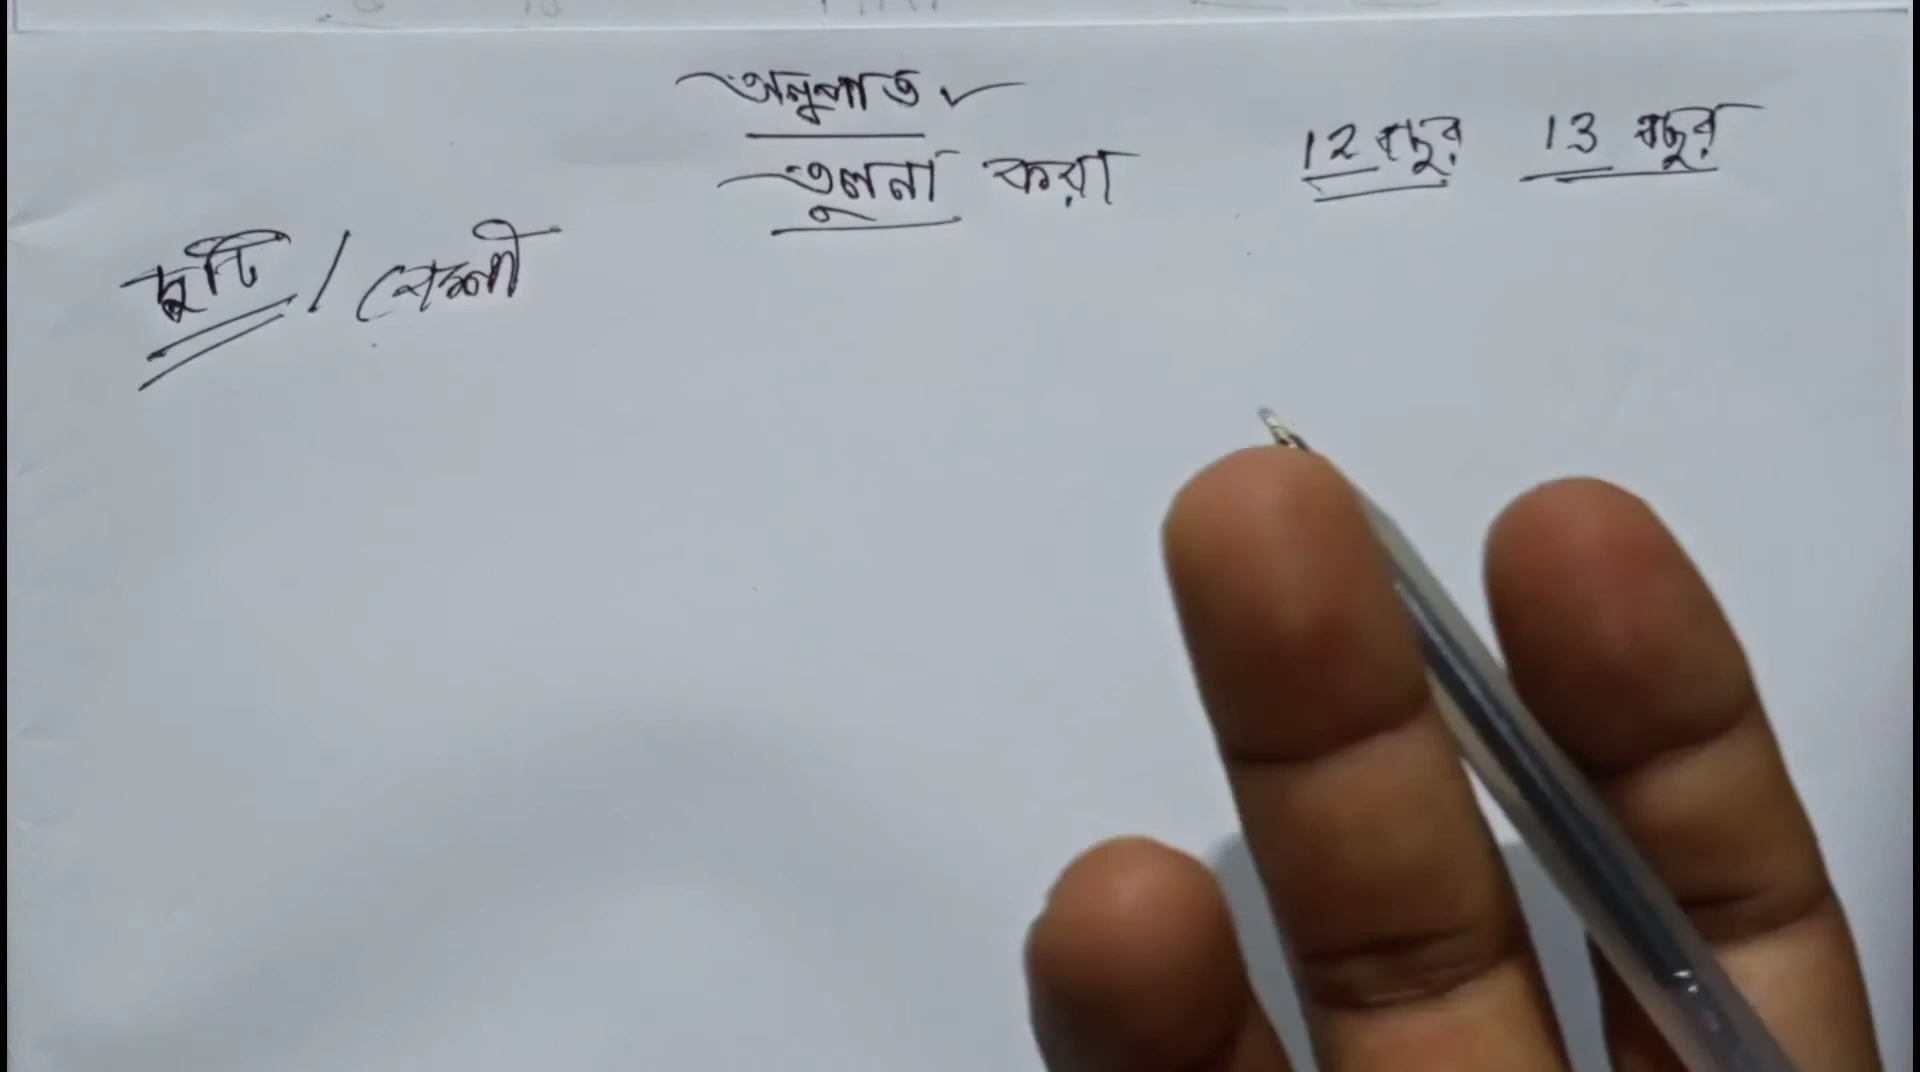 অনুপাত
তুলনা করা
12 বছর 13 বছর
দুটি / বেশী